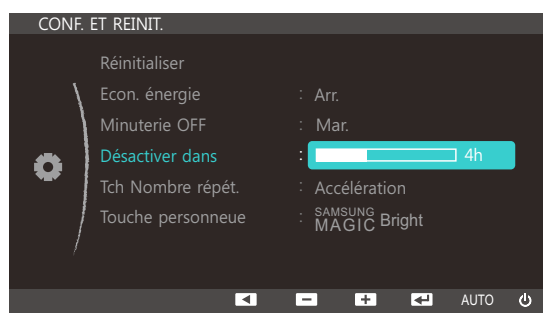 CONF. ET REINIT.
Réinitialiser
Econ. énergie : Arr.
Minuterie OFF : Mar.
Désactiver dans : 4h
Tch Nombre répét. : Accélération
Touche personneue : SAMSUNG MAGIC Bright
AUTO